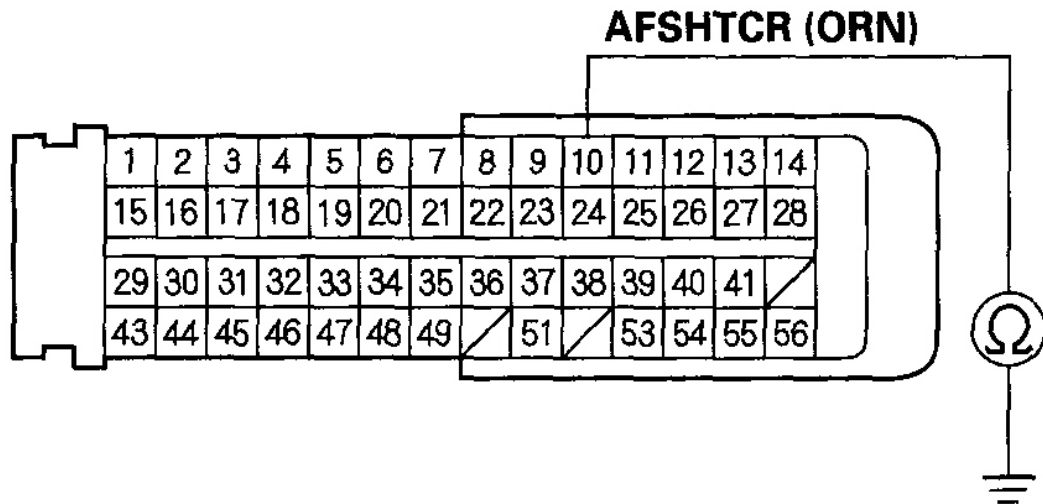 AFSHTCR (ORN)
1 2 3 4 5 6 7 8 9 10 11 12 13 14
15 16 17 18 19 20 21 22 23 24 25 26 27 28
29 30 31 32 33 34 35 36 37 38 39 40 41
43 44 45 46 47 48 49 51 53 54 55 56
Ω